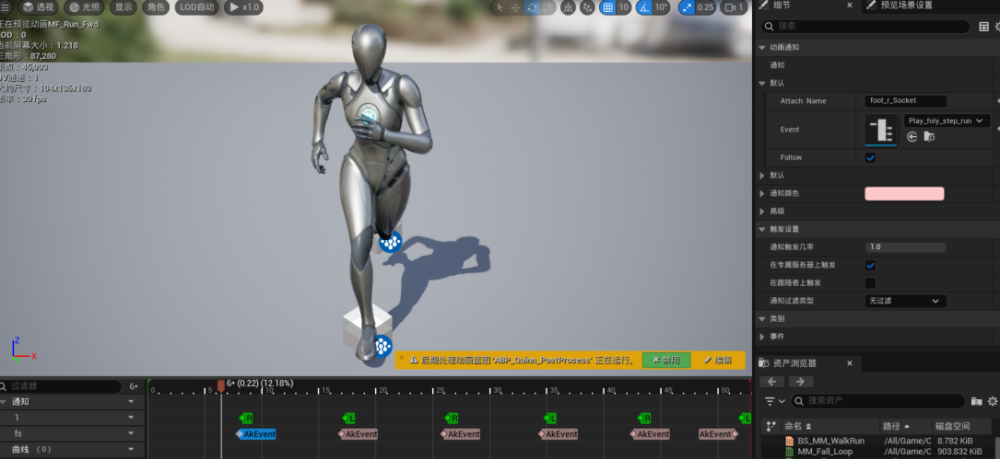 透视 光照 显示 角色 LOD自动 x1.0 10 10° 0.25 1
正在预览动画MF_Run_Fwd
LOD：0
当前屏幕大小：1.218
三角形：87,280
顶点：45,993
UV通道：1
大约尺寸：104x136x180
帧率：30 fps
Z
X
后期处理动画蓝图 'ABP_Quinn_PostProcess' 正在运行。 禁用 编辑
过滤器 6*
6* (0.22) (12.18%)
0 5 10 15 20 25 30 35 40 45 50
通知
1
R L R L R L
fs
AkEvent AkEvent AkEvent AkEvent AkEvent AkEvent
曲线 （0）
细节 × 预览场景设置
搜索
动画通知
通知
默认
Attach Name foot_r_Socket
Event Play_foly_step_run
Follow
默认
通知颜色
高级
触发设置
通知触发几率 1.0
在专属服务器上触发
在跟随者上触发
通知过滤类型 无过滤
类别
事件
资产浏览器 ×
搜索资产
命名 路径 磁盘空间
BS_MM_WalkRun /All/Game/C 8.782 KiB
MM_Fall_Loop /All/Game/C 903.832 KiB